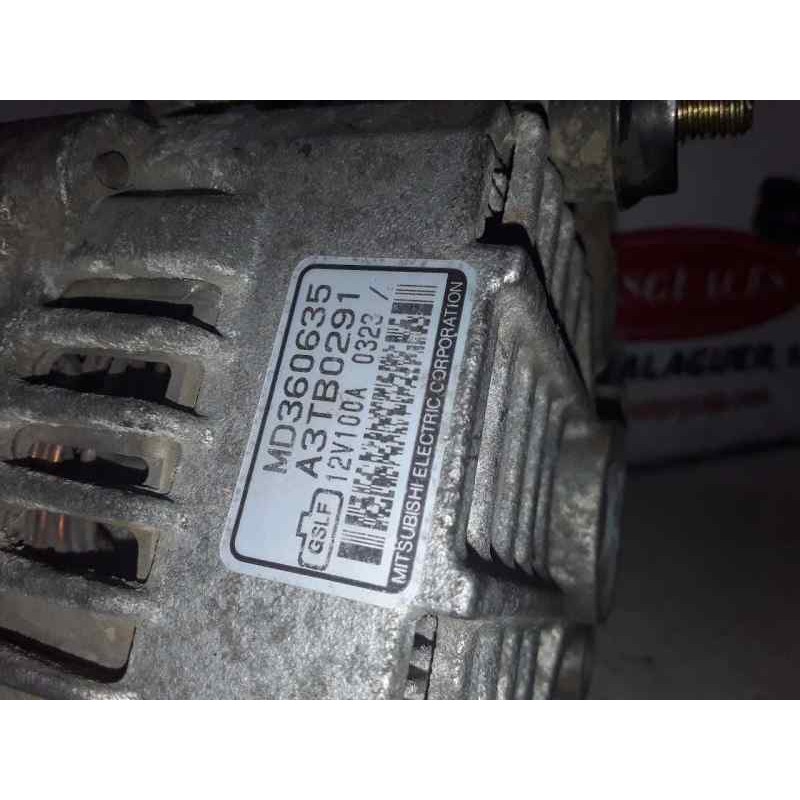 MD360635
A3TB0291
12V100A 0323 /
GSLF
MITSUBISHI ELECTRIC CORPORATION